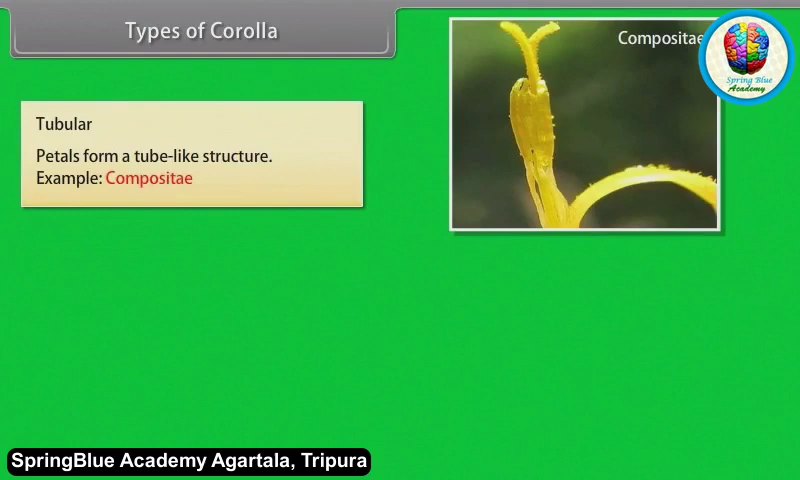 Types of Corolla
Compositae
Spring Blue
Academy
Tubular
Petals form a tube-like structure.
Example: Compositae
SpringBlue Academy Agartala, Tripura